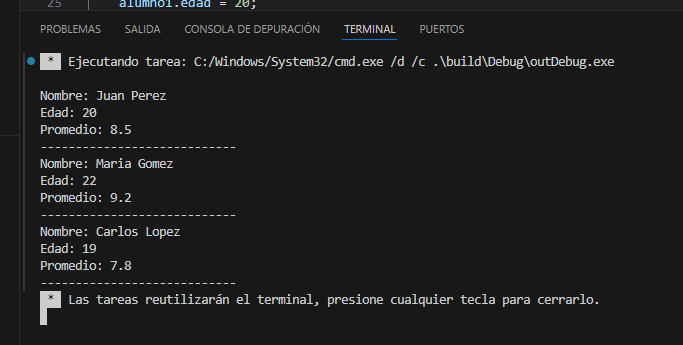 25 alumno1.edad = 20;
PROBLEMAS SALIDA CONSOLA DE DEPURACIÓN TERMINAL PUERTOS
* Ejecutando tarea: C:/Windows/System32/cmd.exe /d /c .\build\Debug\outDebug.exe
Nombre: Juan Perez
Edad: 20
Promedio: 8.5
----------------------------
Nombre: Maria Gomez
Edad: 22
Promedio: 9.2
----------------------------
Nombre: Carlos Lopez
Edad: 19
Promedio: 7.8
----------------------------
* Las tareas reutilizarán el terminal, presione cualquier tecla para cerrarlo.